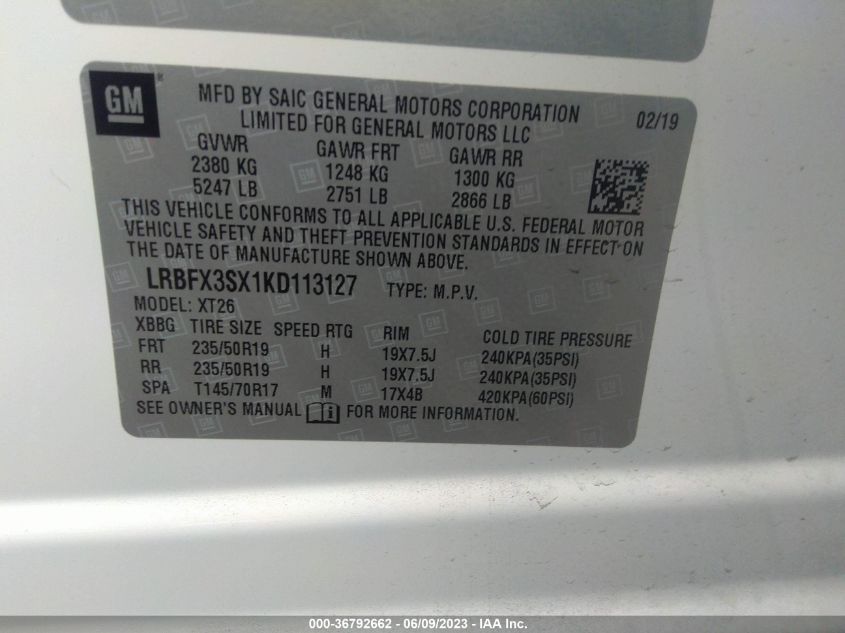 GM
MFD BY SAIC GENERAL MOTORS CORPORATION
LIMITED FOR GENERAL MOTORS LLC
02/19
GVWR GAWR FRT GAWR RR
2380 KG 1248 KG 1300 KG
5247 LB 2751 LB 2866 LB
THIS VEHICLE CONFORMS TO ALL APPLICABLE U.S. FEDERAL MOTOR
VEHICLE SAFETY AND THEFT PREVENTION STANDARDS IN EFFECT ON
THE DATE OF MANUFACTURE SHOWN ABOVE.
LRBFX3SX1KD113127 TYPE: M.P.V.
MODEL: XT26
XBBG TIRE SIZE SPEED RTG RIM COLD TIRE PRESSURE
FRT 235/50R19 H 19X7.5J 240KPA(35PSI)
RR 235/50R19 H 19X7.5J 240KPA(35PSI)
SPA T145/70R17 M 17X4B 420KPA(60PSI)
SEE OWNER'S MANUAL i FOR MORE INFORMATION.
000-36792662 - 06/09/2023 - IAA Inc.